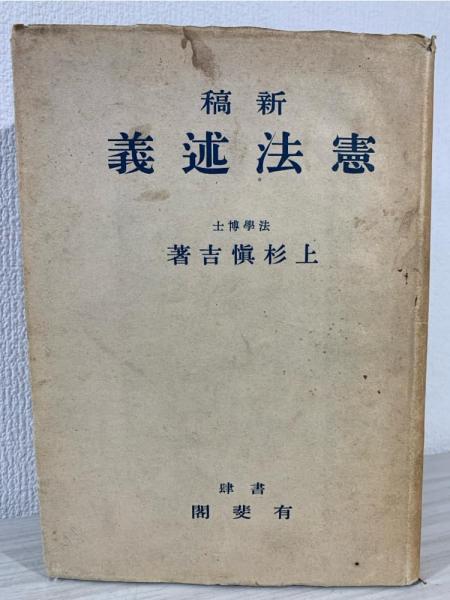 新稿
憲法述義
法學博士
上杉愼吉著
書肆
有斐閣